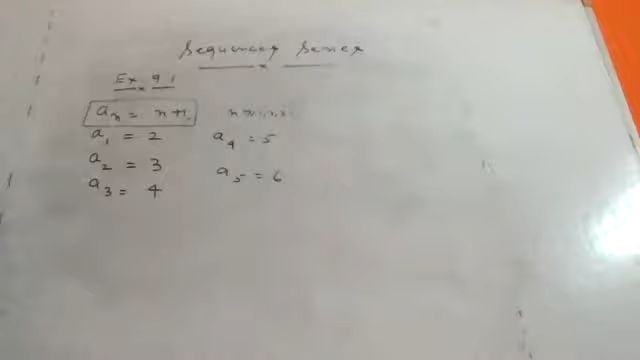 Sequences Series
Ex 9.1
aₙ = n+1
a₁ = 2
a₂ = 3
a₃ = 4
a₄ = 5
a₅ = 6